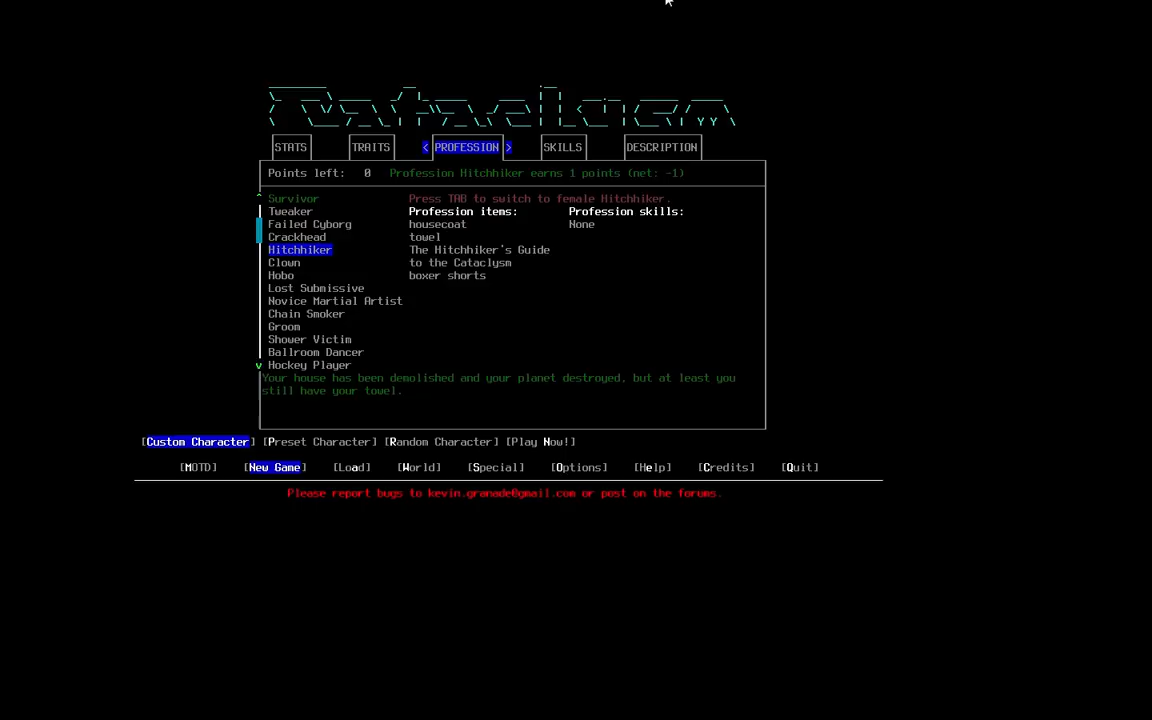 STATS TRAITS < PROFESSION > SKILLS DESCRIPTION
Points left: 0 Profession Hitchhiker earns 1 points (net: -1)
Survivor Press TAB to switch to female Hitchhiker.
Tweaker Profession items: Profession skills:
Failed Cyborg housecoat None
Crackhead towel
Hitchhiker The Hitchhiker's Guide
Clown to the Cataclysm
Hobo boxer shorts
Lost Submissive
Novice Martial Artist
Chain Smoker
Groom
Shower Victim
Ballroom Dancer
v Hockey Player
Your house has been demolished and your planet destroyed, but at least you
still have your towel.
[Custom Character] [Preset Character] [Random Character] [Play Now!]
[MOTD] [New Game] [Load] [World] [Special] [Options] [Help] [Credits] [Quit]
Please report bugs to kevin.granade@gmail.com or post on the forums.